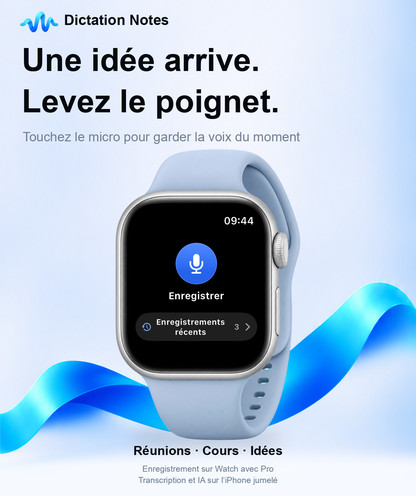 Dictation Notes
Une idée arrive.
Levez le poignet.
Touchez le micro pour garder la voix du moment
09:44
Enregistrer
Enregistrements
récents
3
Réunions · Cours · Idées
Enregistrement sur Watch avec Pro
Transcription et IA sur l’iPhone jumelé